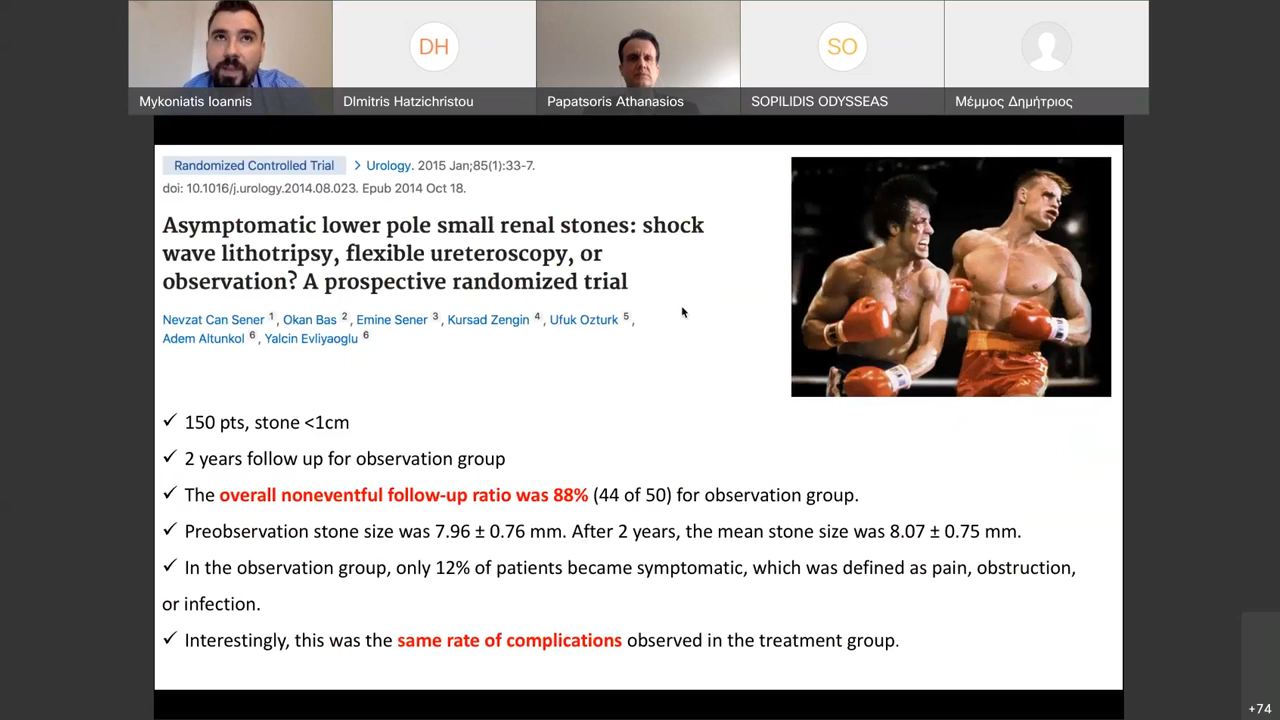 DH
SO
Mykoniatis Ioannis
DImitris Hatzichristou
Papatsoris Athanasios
SOPILIDIS ODYSSEAS
Μέμμος Δημήτριος
Randomized Controlled Trial > Urology. 2015 Jan;85(1):33-7.
doi: 10.1016/j.urology.2014.08.023. Epub 2014 Oct 18.
Asymptomatic lower pole small renal stones: shock
wave lithotripsy, flexible ureteroscopy, or
observation? A prospective randomized trial
Nevzat Can Sener 1, Okan Bas 2, Emine Sener 3, Kursad Zengin 4, Ufuk Ozturk 5,
Adem Altunkol 6, Yalcin Evliyaoglu 6
✓ 150 pts, stone <1cm
✓ 2 years follow up for observation group
✓ The overall noneventful follow-up ratio was 88% (44 of 50) for observation group.
✓ Preobservation stone size was 7.96 ± 0.76 mm. After 2 years, the mean stone size was 8.07 ± 0.75 mm.
✓ In the observation group, only 12% of patients became symptomatic, which was defined as pain, obstruction,
or infection.
✓ Interestingly, this was the same rate of complications observed in the treatment group.
+74